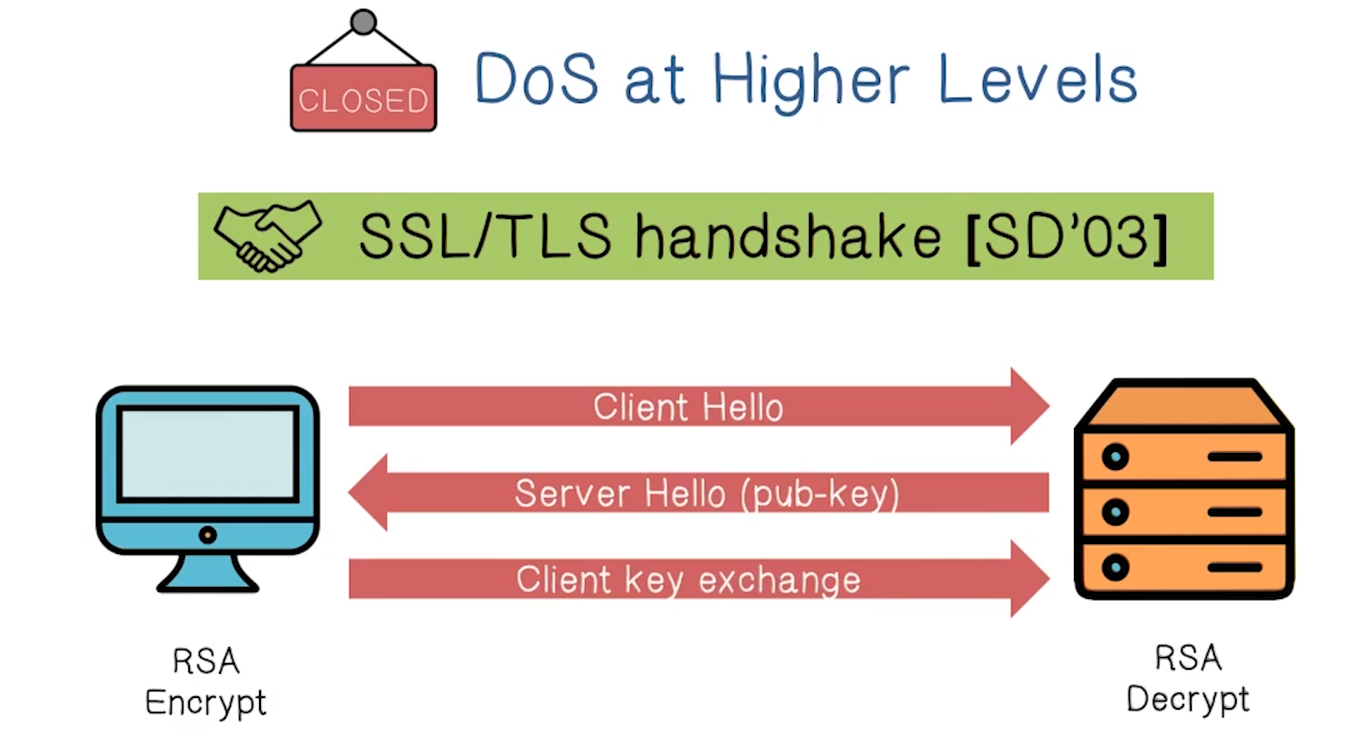 CLOSED
DoS at Higher Levels
SSL/TLS handshake [SD'03]
Client Hello
Server Hello (pub-key)
Client key exchange
RSA
Encrypt
RSA
Decrypt